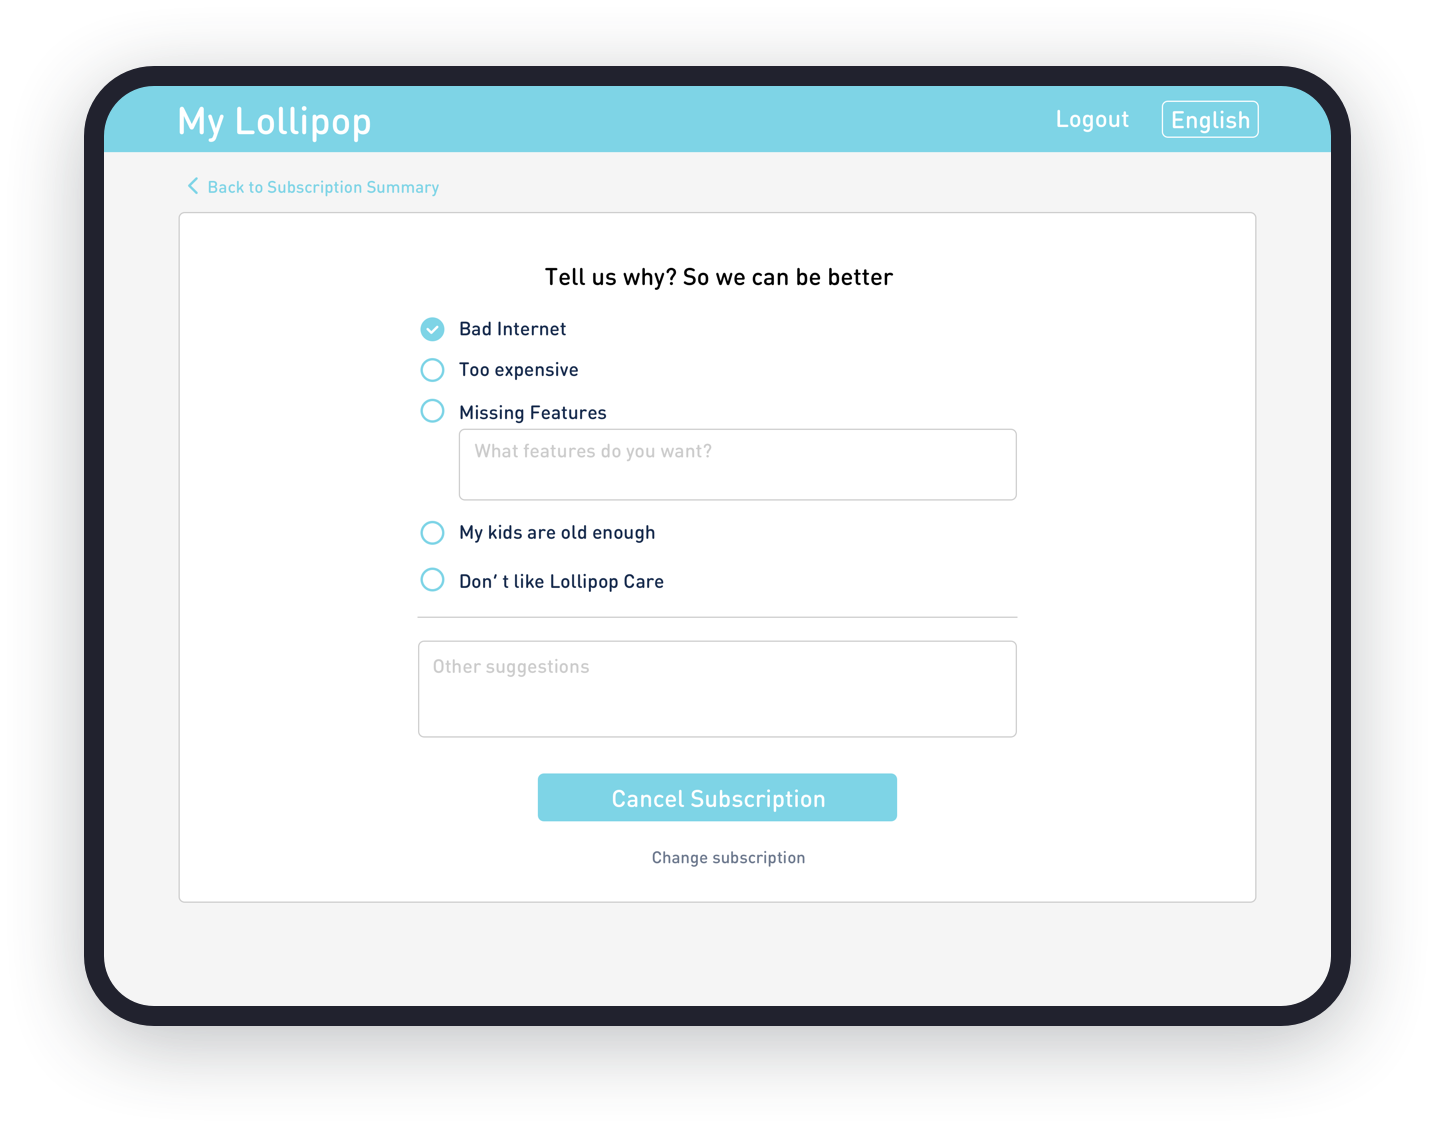 My Lollipop
Logout
English
Back to Subscription Summary
Tell us why? So we can be better
Bad Internet
Too expensive
Missing Features
What features do you want?
My kids are old enough
Don’ t like Lollipop Care
Other suggestions
Cancel Subscription
Change subscription